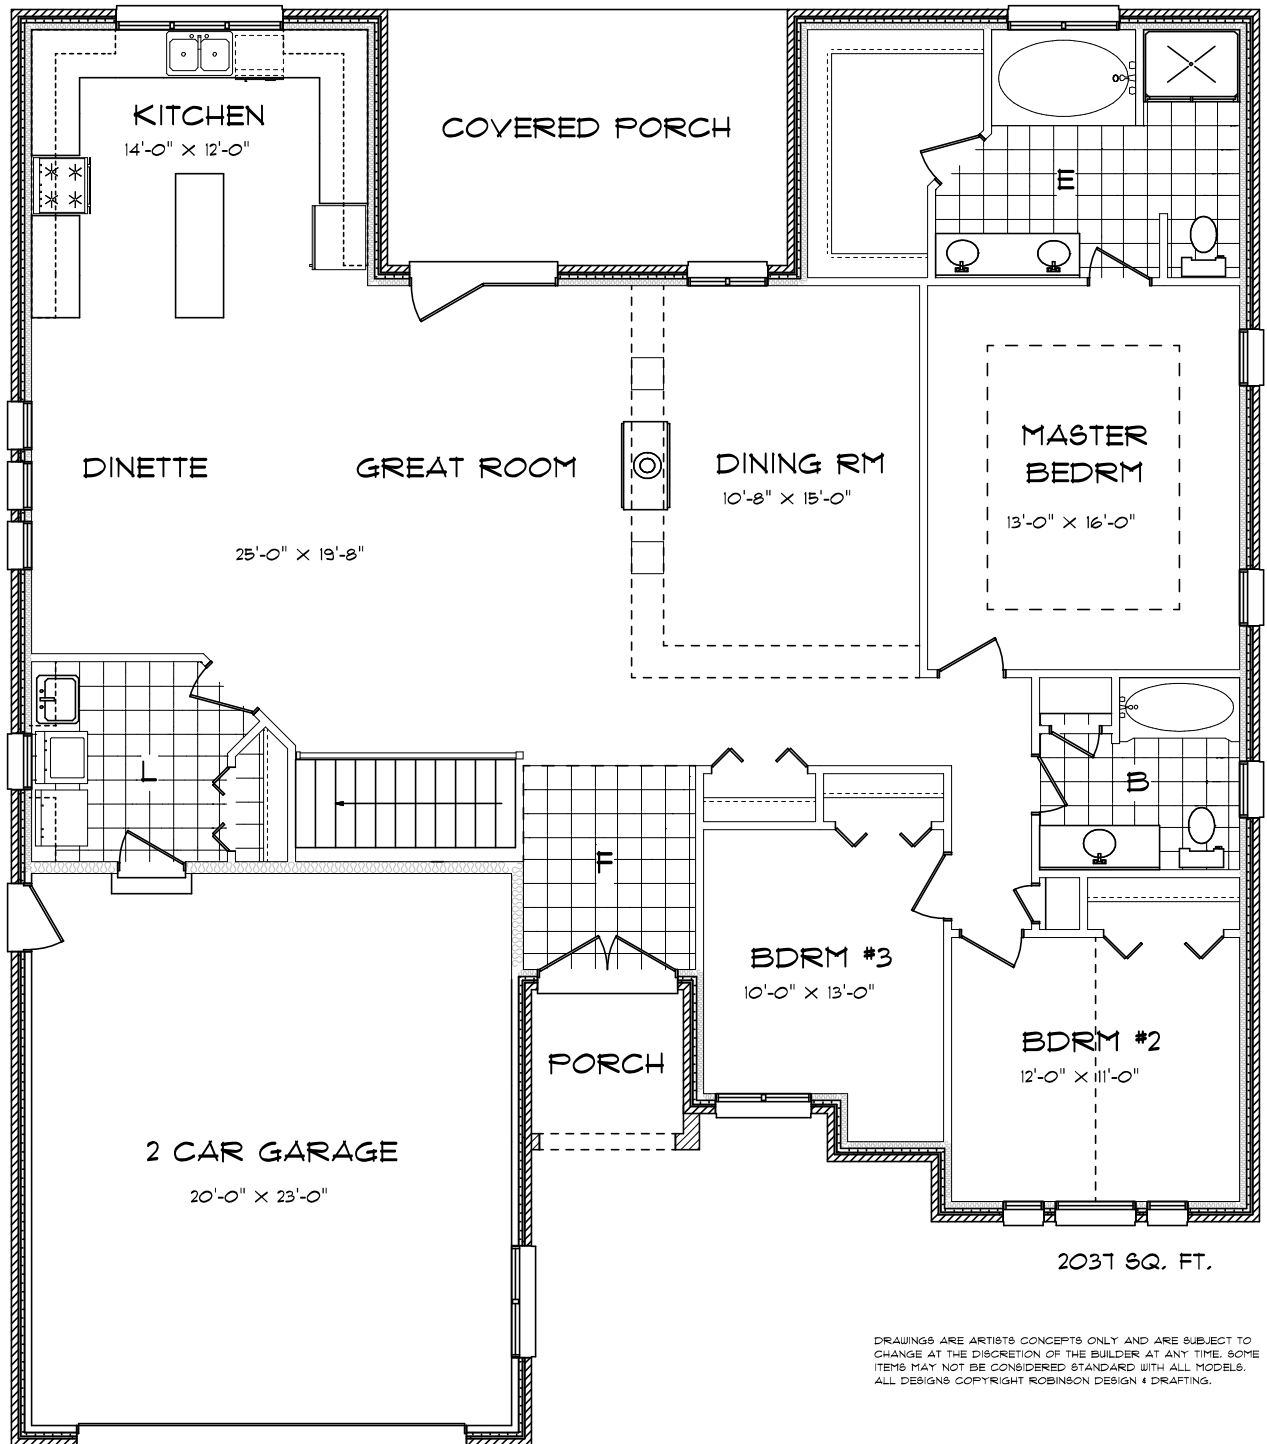 KITCHEN
14'-0" X 12'-0"
COVERED PORCH
E
DINETTE
GREAT ROOM
25'-0" X 19'-8"
DINING RM
10'-8" X 15'-0"
MASTER
BEDRM
13'-0" X 16'-0"
L
F
B
BDRM #3
10'-0" X 13'-0"
BDRM #2
12'-0" X 11'-0"
PORCH
2 CAR GARAGE
20'-0" X 23'-0"
2037 SQ. FT.
DRAWINGS ARE ARTISTS CONCEPTS ONLY AND ARE SUBJECT TO
CHANGE AT THE DISCRETION OF THE BUILDER AT ANY TIME. SOME
ITEMS MAY NOT BE CONSIDERED STANDARD WITH ALL MODELS.
ALL DESIGNS COPYRIGHT ROBINSON DESIGN & DRAFTING.